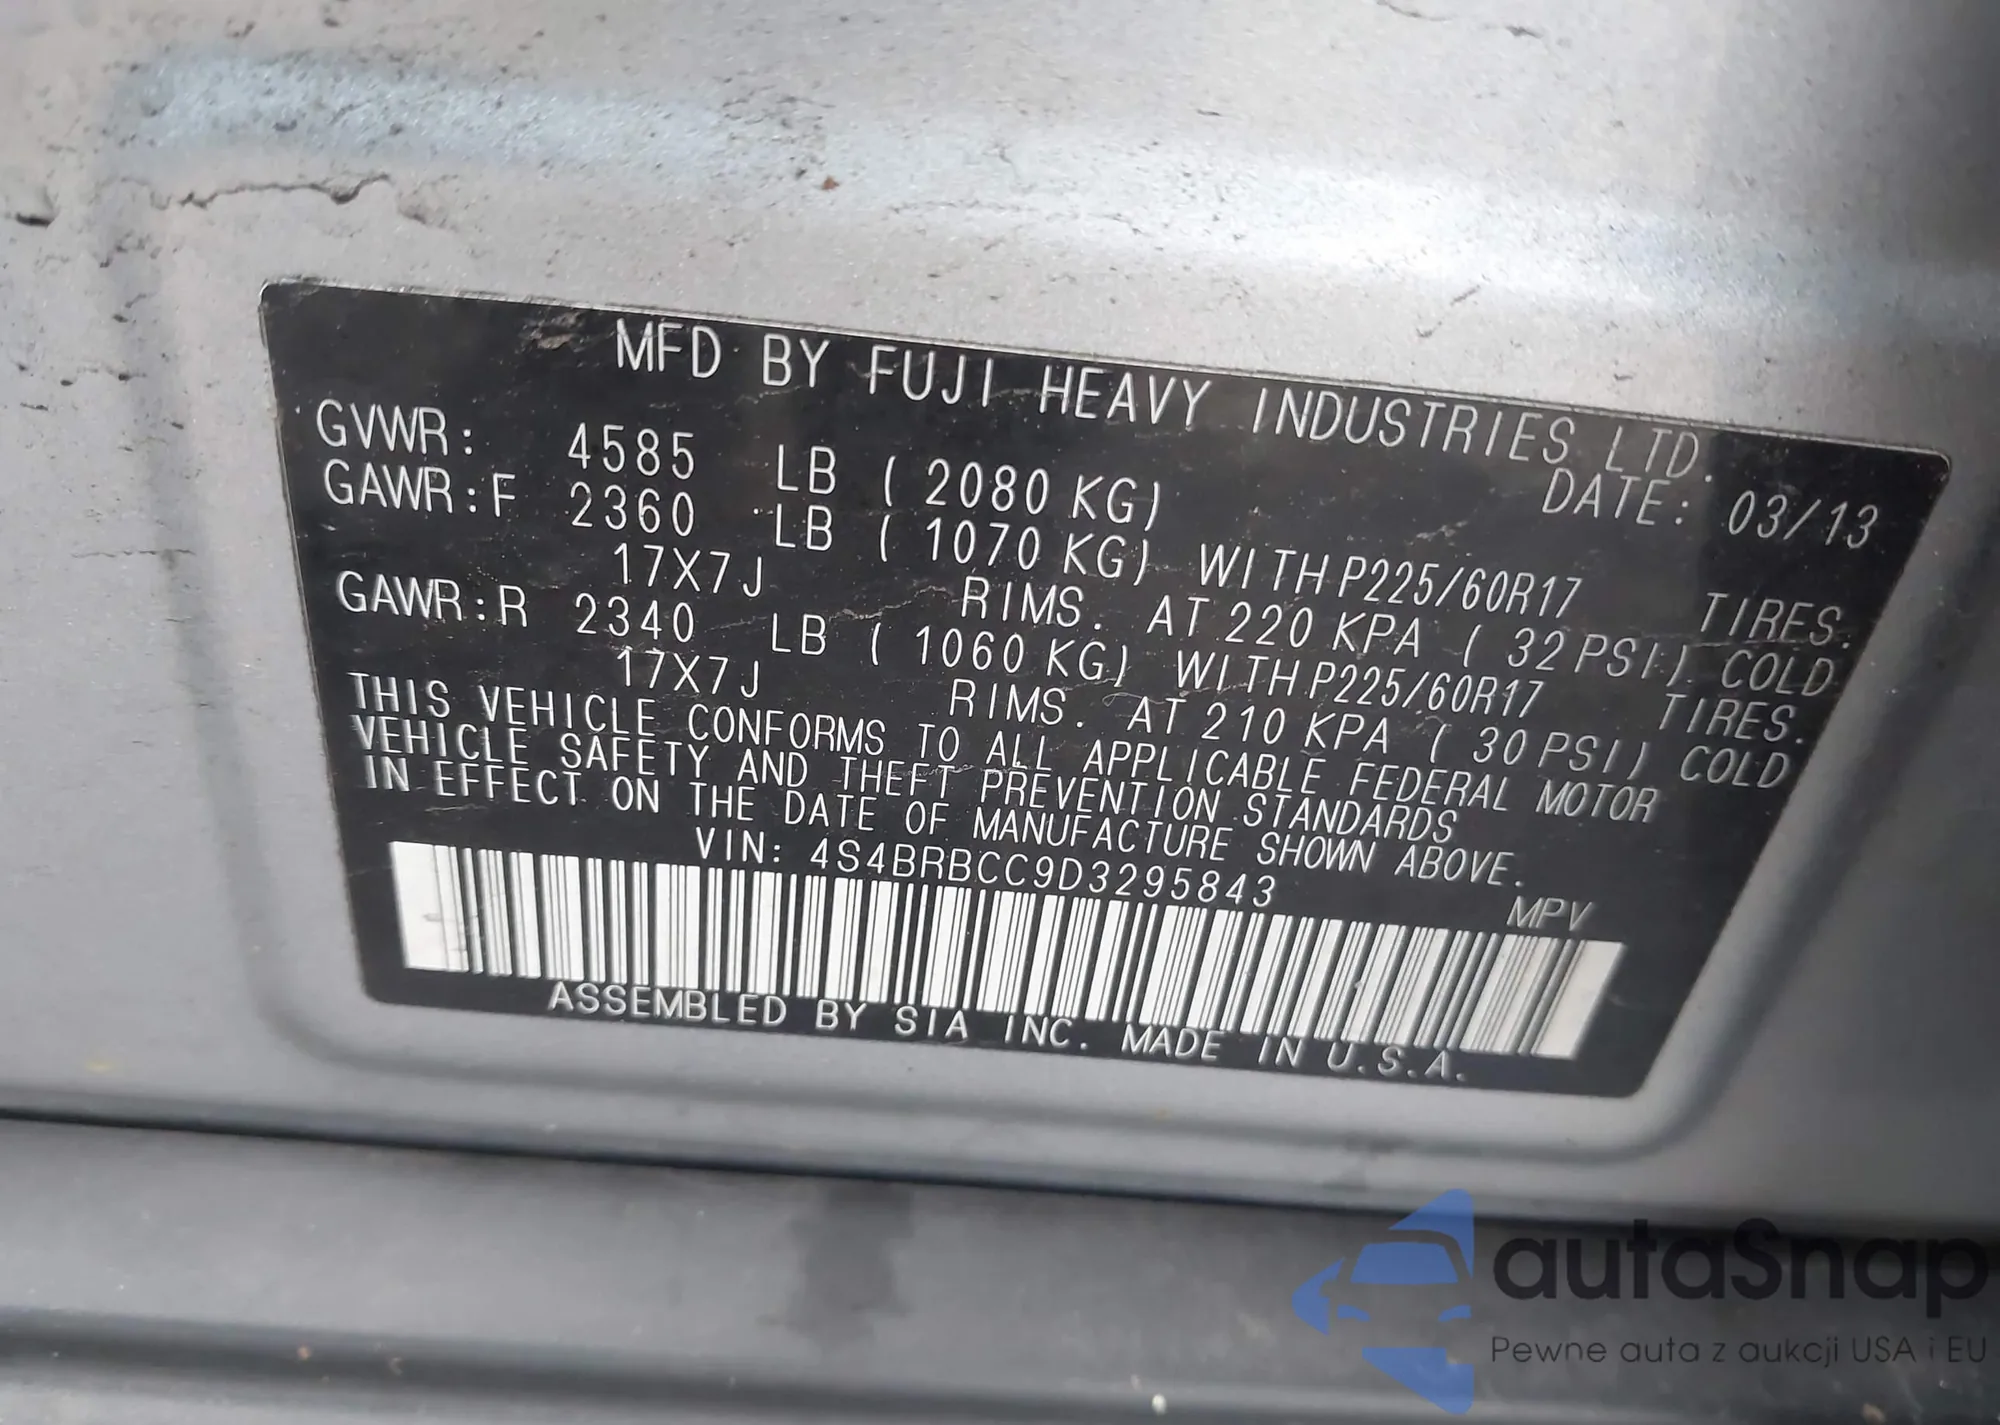 MFD BY FUJI HEAVY INDUSTRIES LTD.
DATE: 03/13
GVWR: 4585 LB (2080 KG)
GAWR:F 2360 LB (1070 KG) WITH P225/60R17 TIRES.
17X7J RIMS. AT 220 KPA (32 PSI) COLD
GAWR:R 2340 LB (1060 KG) WITH P225/60R17 TIRES.
17X7J RIMS. AT 210 KPA (30 PSI) COLD
THIS VEHICLE CONFORMS TO ALL APPLICABLE FEDERAL MOTOR
VEHICLE SAFETY AND THEFT PREVENTION STANDARDS
IN EFFECT ON THE DATE OF MANUFACTURE SHOWN ABOVE.
VIN: 4S4BRBCC9D3295843
MPV
ASSEMBLED BY SIA INC. MADE IN U.S.A.
autaSnap
Pewne auta z aukcji USA i EU